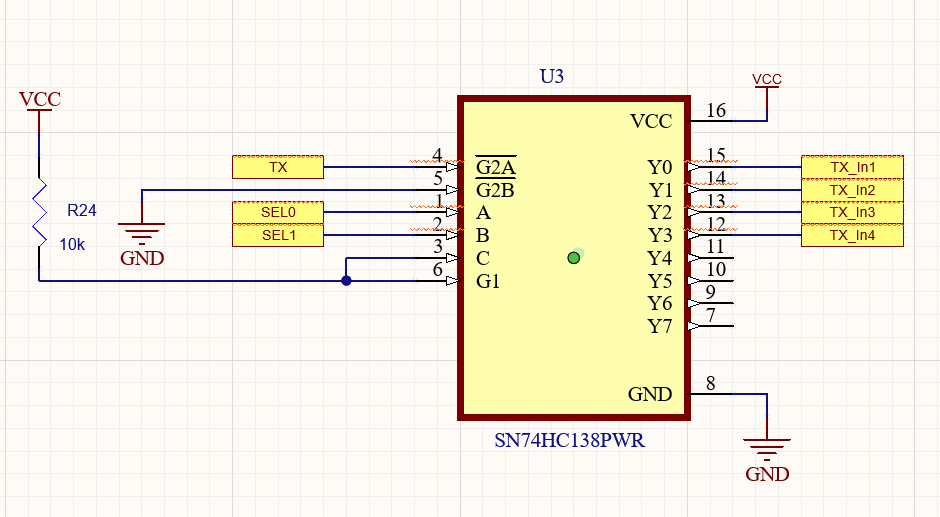 U3
VCC
VCC
16
VCC
TX
4
G2A
Y0
15
TX_In1
5
G2B
Y1
14
TX_In2
R24
SEL0
1
A
Y2
13
TX_In3
10k
SEL1
2
B
Y3
12
TX_In4
GND
3
C
Y4
11
6
G1
Y5
10
Y6
9
Y7
7
GND
8
SN74HC138PWR
GND